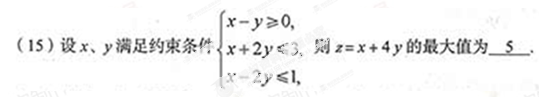 x-y≥0,
(15)设x、y满足约束条件 x+2y≤3, 则z=x+4y的最大值为 5 .
x-2y≤1,